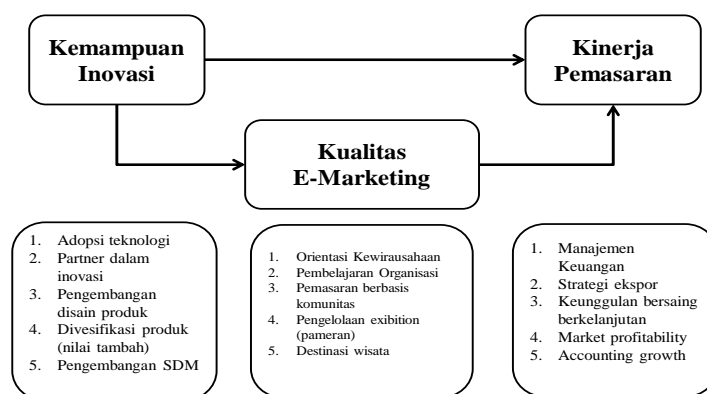 Kemampuan
Inovasi
Kinerja
Pemasaran
Kualitas
E-Marketing
1. Adopsi teknologi
2. Partner dalam
inovasi
3. Pengembangan
disain produk
4. Divesifikasi produk
(nilai tambah)
5. Pengembangan SDM
1. Orientasi Kewirausahaan
2. Pembelajaran Organisasi
3. Pemasaran berbasis
komunitas
4. Pengelolaan exibition
(pameran)
5. Destinasi wisata
1. Manajemen
Keuangan
2. Strategi ekspor
3. Keunggulan bersaing
berkelanjutan
4. Market profitability
5. Accounting growth